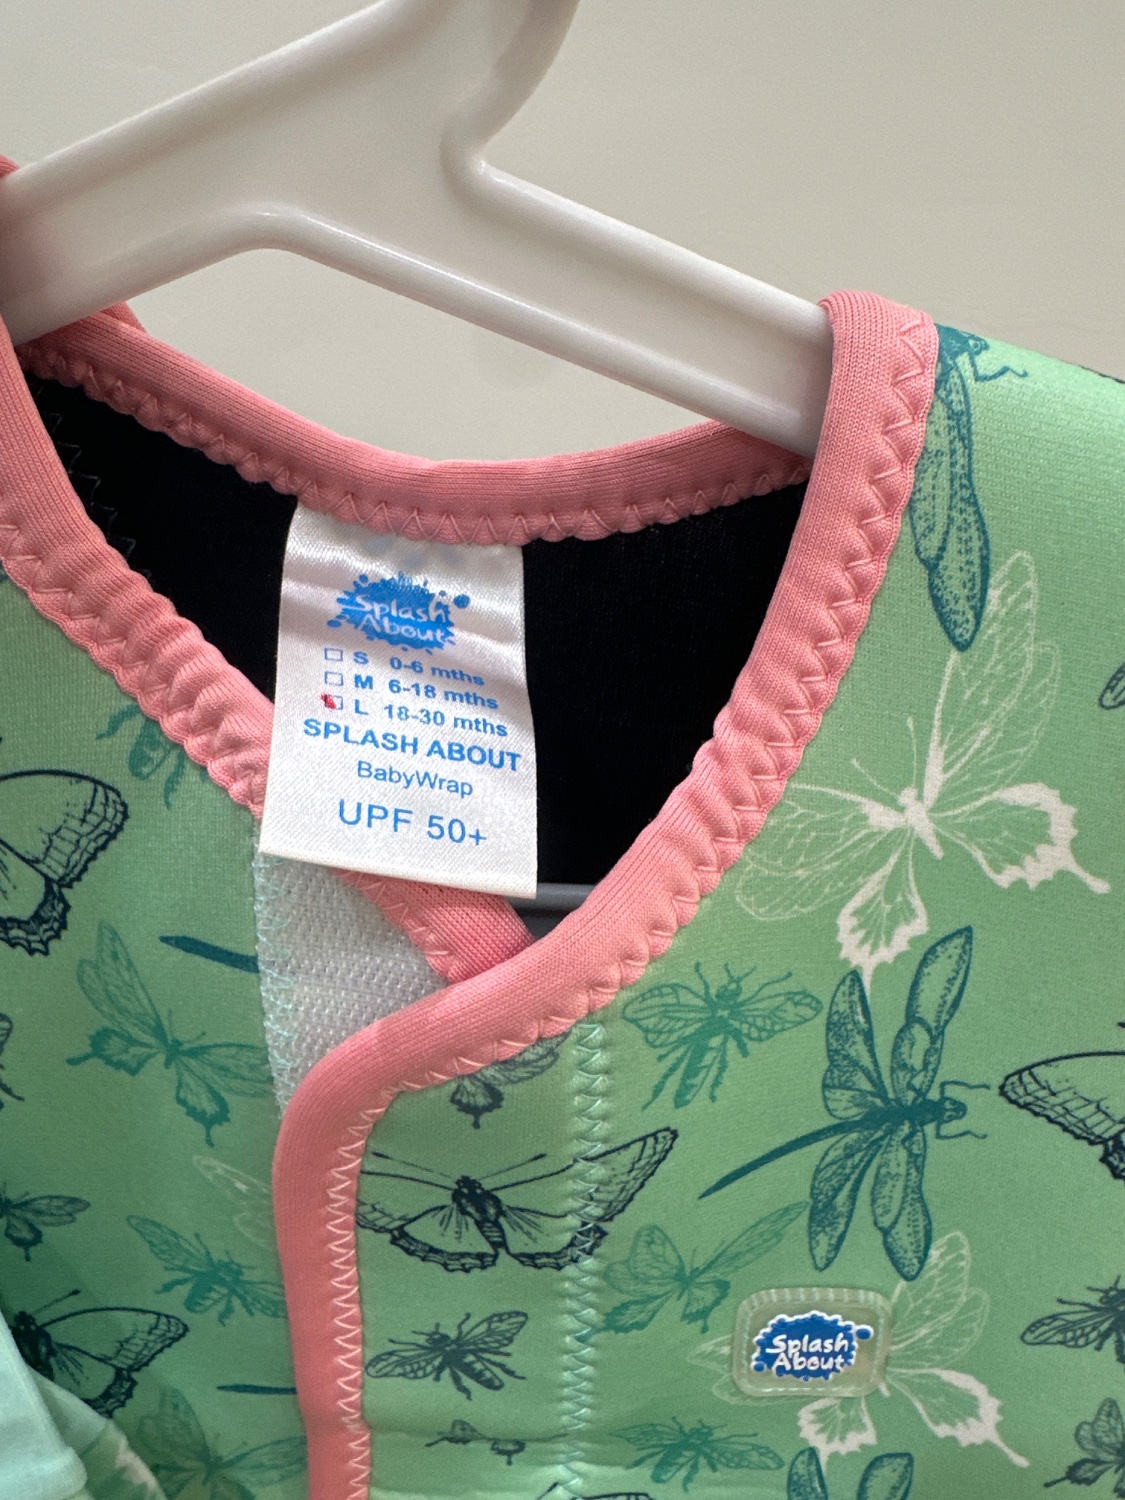 Splash
About
S 0-6 mths
M 6-18 mths
L 18-30 mths
SPLASH ABOUT
BabyWrap
UPF 50+
Splash
About